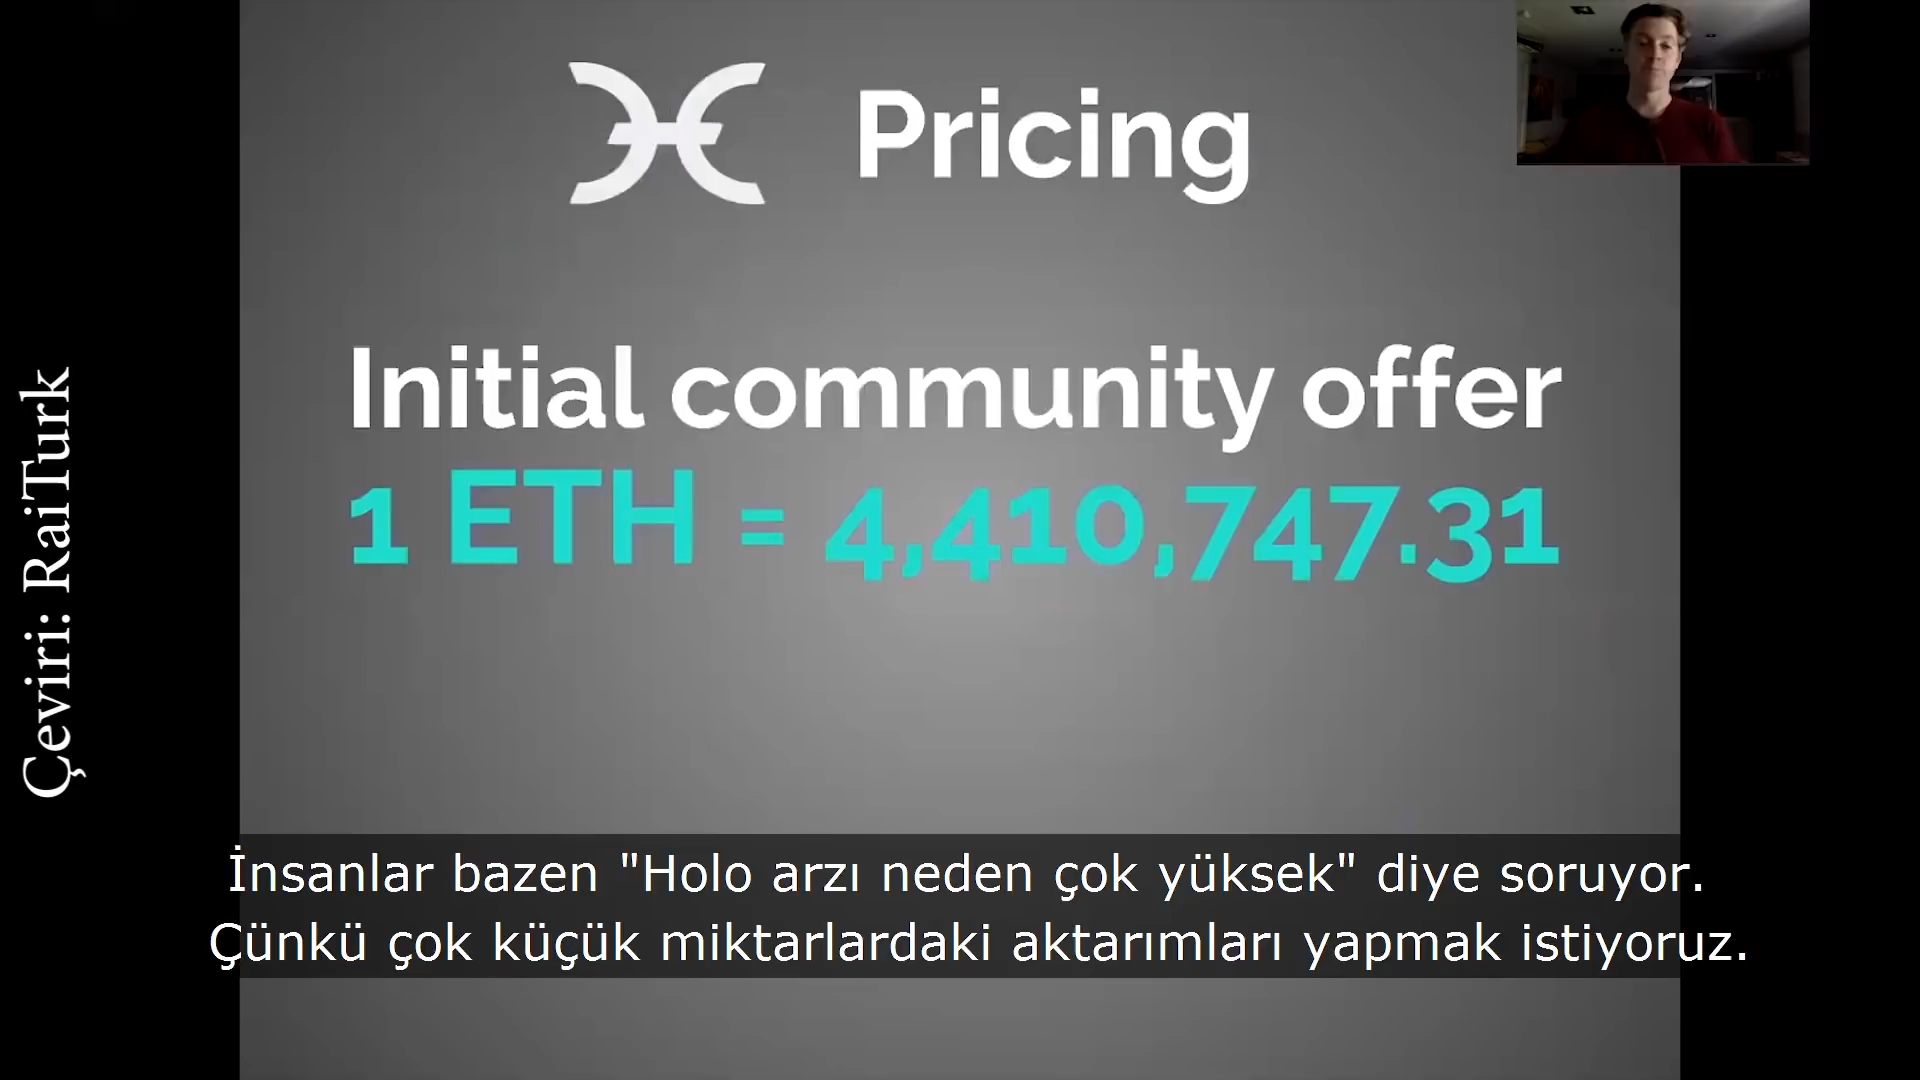 Pricing
Initial community offer
1 ETH = 4,410,747.31
Çeviri: RaiTurk
İnsanlar bazen "Holo arzı neden çok yüksek" diye soruyor.
Çünkü çok küçük miktarlardaki aktarımları yapmak istiyoruz.